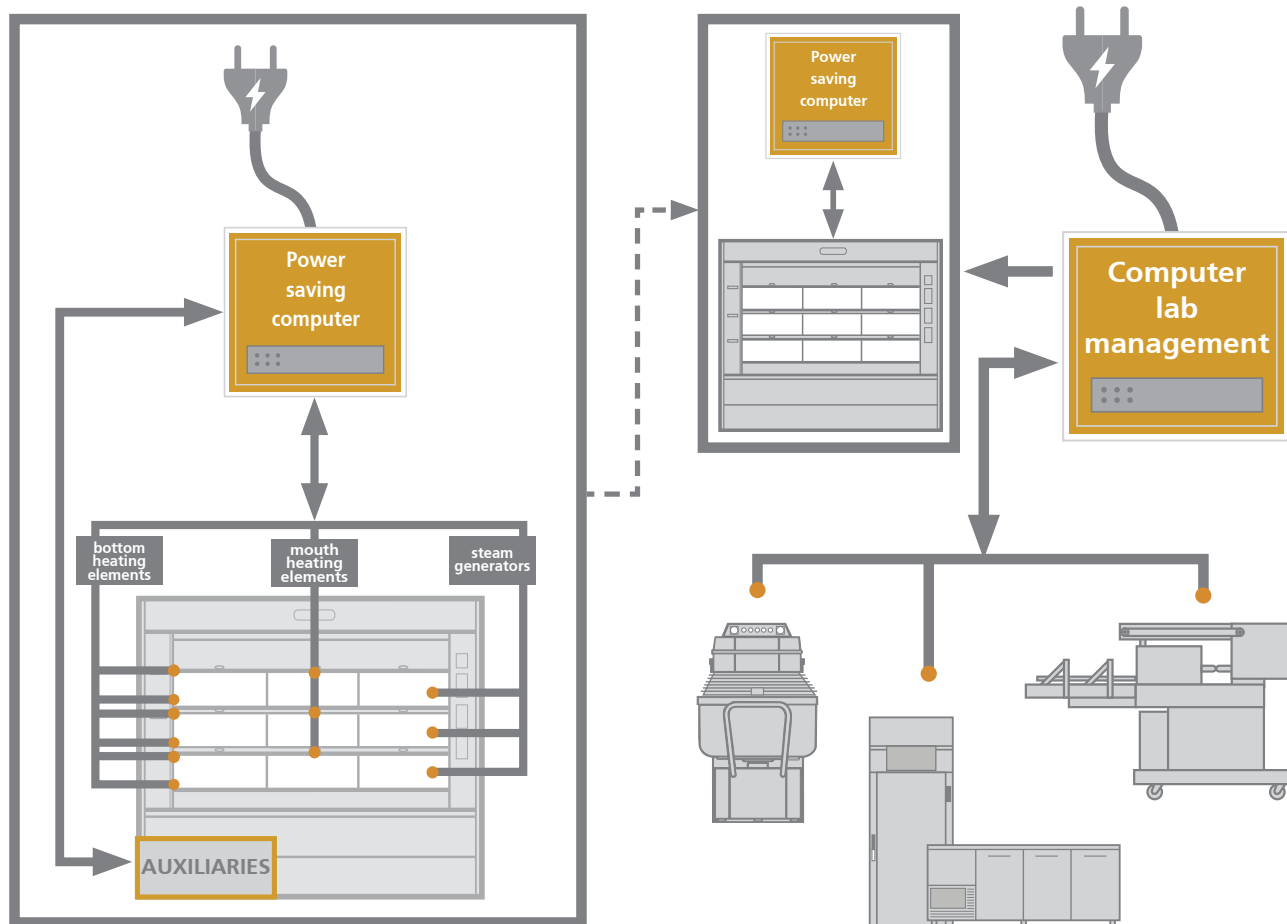 Power
saving
computer
bottom
heating
elements
mouth
heating
elements
steam
generators
AUXILIARIES
Power
saving
computer
Computer
lab
management